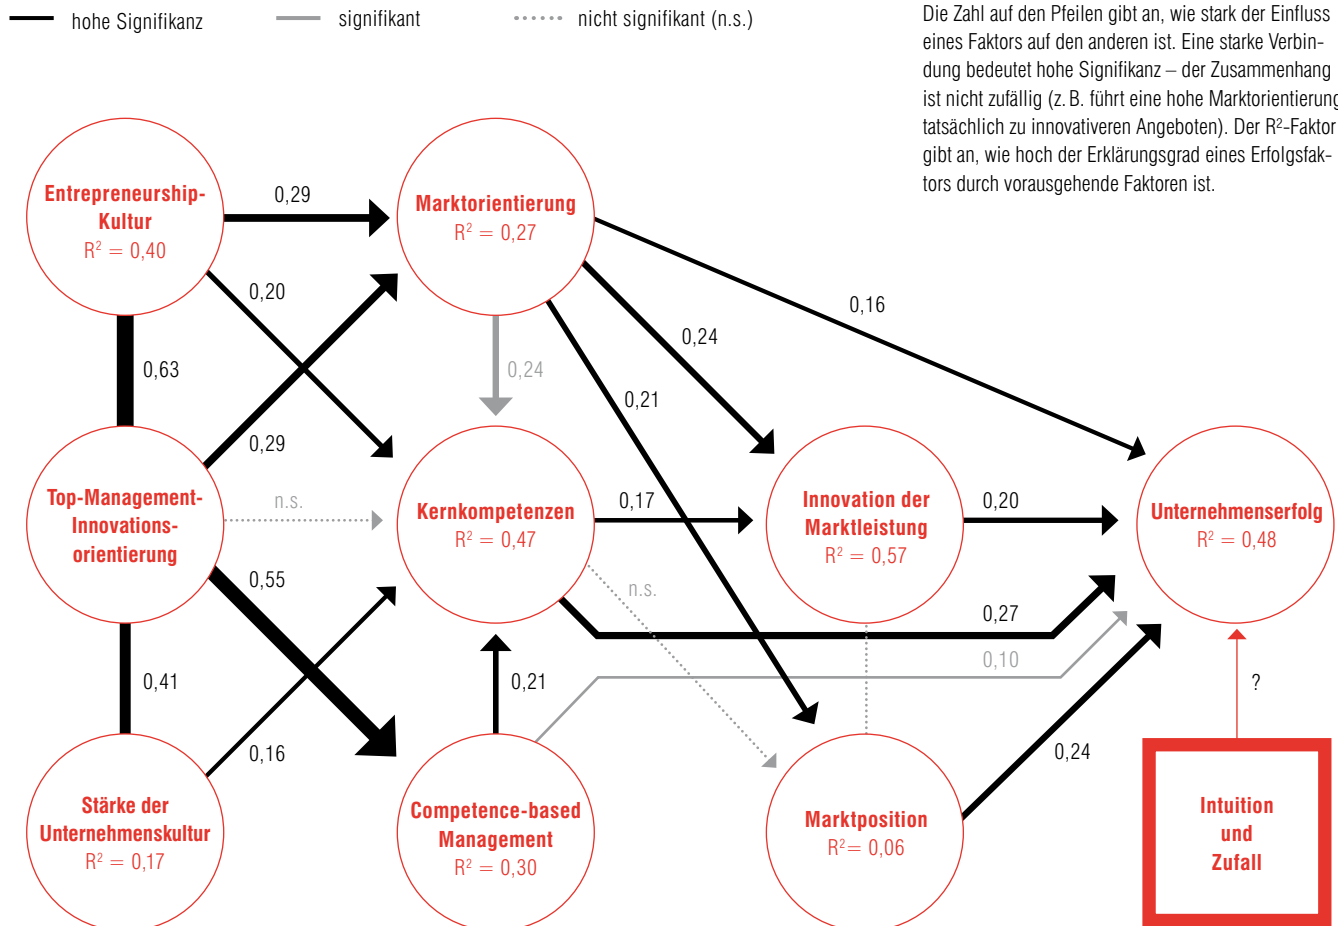 hohe Signifikanz
signifikant
nicht signifikant (n.s.)
Die Zahl auf den Pfeilen gibt an, wie stark der Einfluss
eines Faktors auf den anderen ist. Eine starke Verbin-
dung bedeutet hohe Signifikanz – der Zusammenhang
ist nicht zufällig (z. B. führt eine hohe Marktorientierung
tatsächlich zu innovativeren Angeboten). Der R²-Faktor
gibt an, wie hoch der Erklärungsgrad eines Erfolgsfak-
tors durch vorausgehende Faktoren ist.
Entrepreneurship-
Kultur
R² = 0,40
0,29
Marktorientierung
R² = 0,27
0,20
0,16
0,24
0,63
0,24
0,21
0,29
Top-Management-
Innovations-
orientierung
n.s.
Kernkompetenzen
R² = 0,47
0,17
Innovation der
Marktleistung
R² = 0,57
0,20
Unternehmenserfolg
R² = 0,48
0,55
n.s.
0,27
0,10
0,41
0,21
?
0,16
0,24
Stärke der
Unternehmenskultur
R² = 0,17
Competence-based
Management
R² = 0,30
Marktposition
R²= 0,06
Intuition
und
Zufall